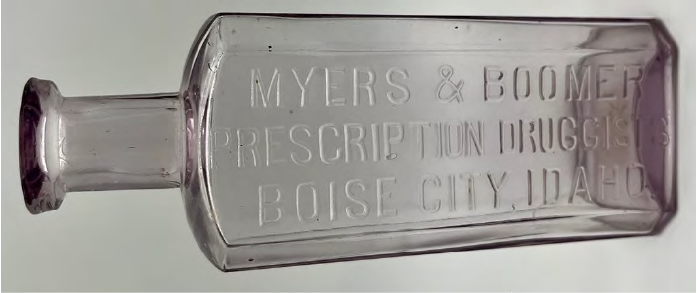 MYERS & BOOMER
PRESCRIPTION DRUGGISTS
BOISE CITY, IDAHO.